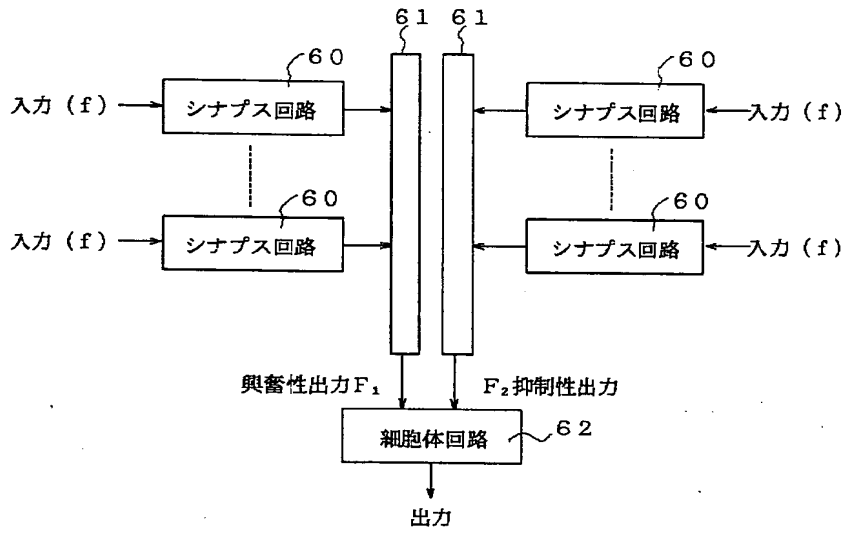 ６１ ６１
６０ ６０
入力（f） シナプス回路 シナプス回路 入力（f）
６０ ６０
入力（f） シナプス回路 シナプス回路 入力（f）
興奮性出力F₁ F₂抑制性出力
細胞体回路 ６２
出力